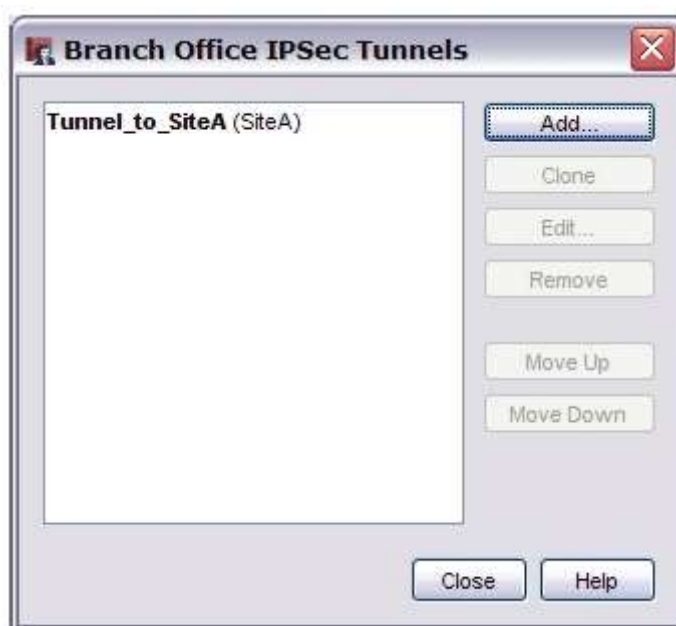 Branch Office IPSec Tunnels
Tunnel_to_SiteA (SiteA)
Add...
Clone
Edit...
Remove
Move Up
Move Down
Close
Help